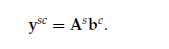 y^{sc} = A^{s}b^{c}.